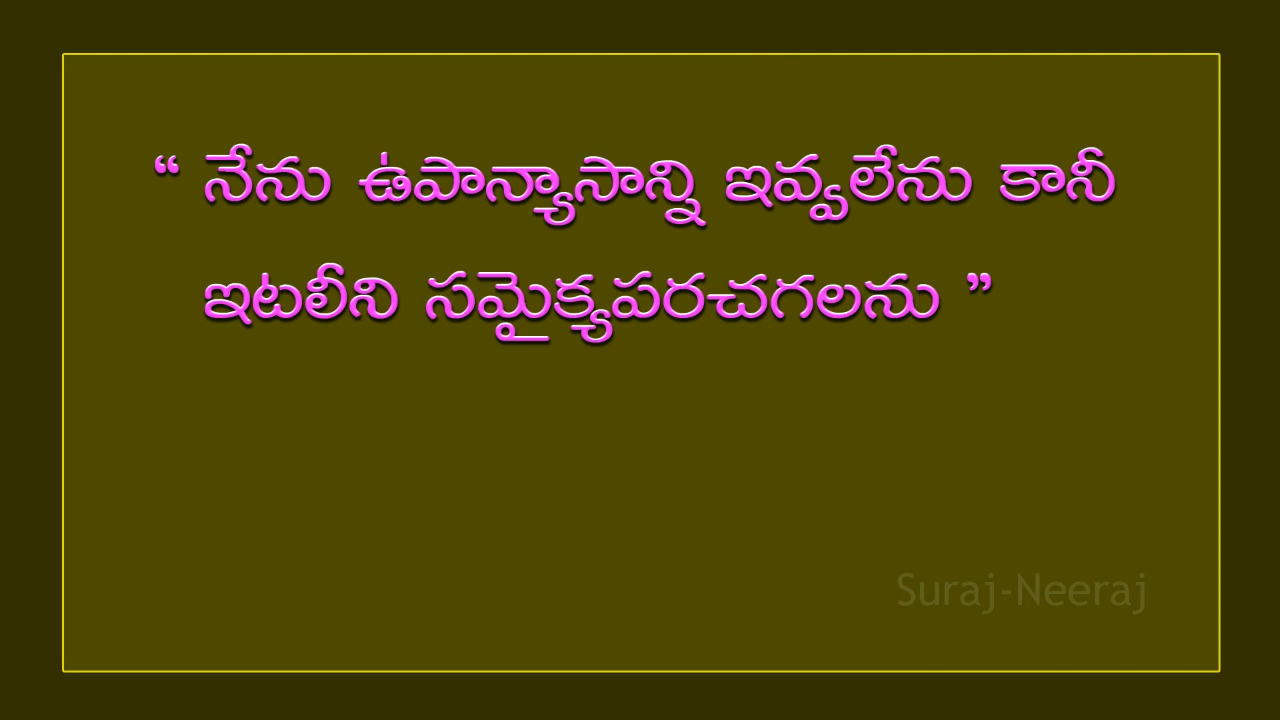 “ నేను ఉపాన్యాసాన్ని ఇవ్వలేను కానీ
ఇటలీని సమైక్యపరచగలను ”
Suraj-Neeraj